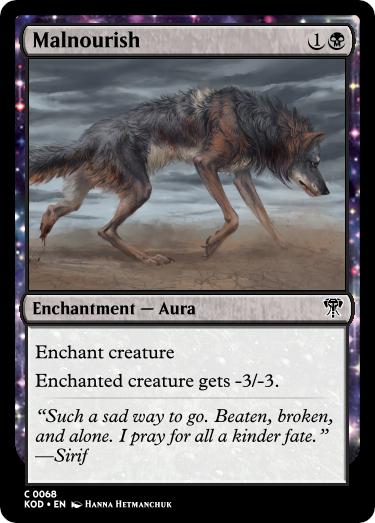 Malnourish 1
Enchantment — Aura
Enchant creature
Enchanted creature gets -3/-3.
“Such a sad way to go. Beaten, broken,
and alone. I pray for all a kinder fate.”
—Sirif
C 0068
KOD • EN Hanna Hetmanchuk